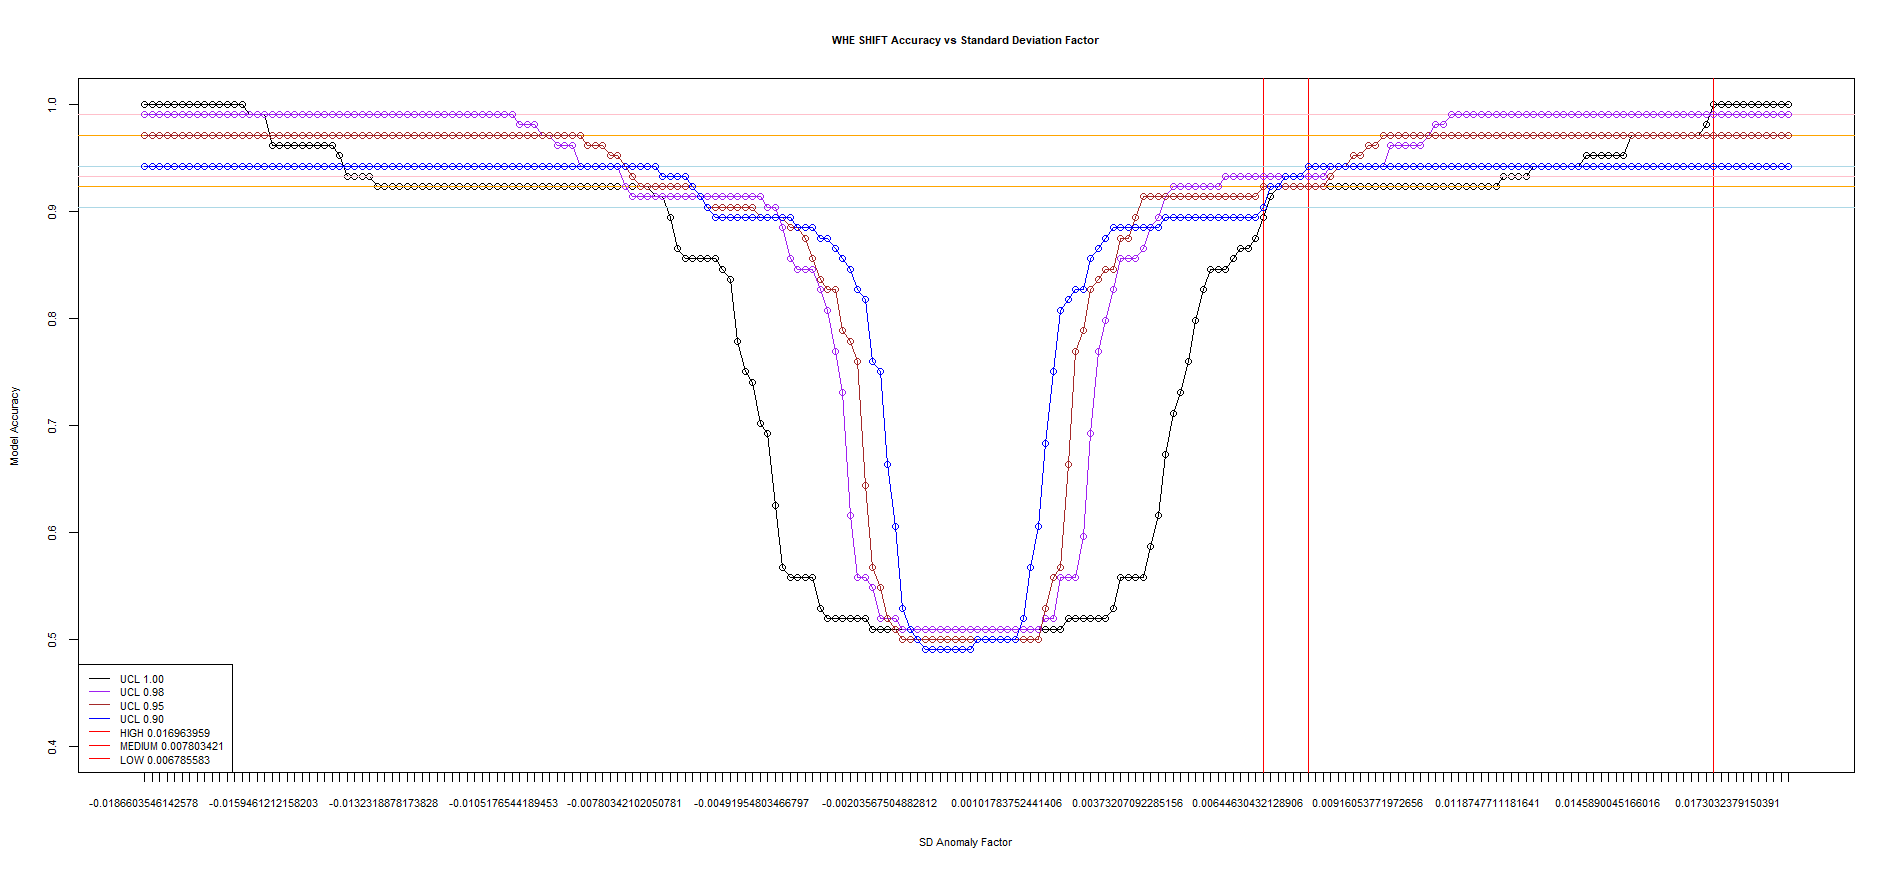 WHE SHIFT Accuracy vs Standard Deviation Factor
Model Accuracy
1.0
0.9
0.8
0.7
0.6
0.5
0.4
UCL 1.00
UCL 0.98
UCL 0.95
UCL 0.90
HIGH 0.016963959
MEDIUM 0.007803421
LOW 0.006785583
-0.0186603546142578 -0.0159461212158203 -0.0132318878173828 -0.0105176544189453 -0.00780342102050781 -0.00491954803466797 -0.00203567504882812 0.00101783752441406 0.00373207092285156 0.00644630432128906 0.00916053771972656 0.0118747711181641 0.0145890045166016 0.0173032379150391
SD Anomaly Factor